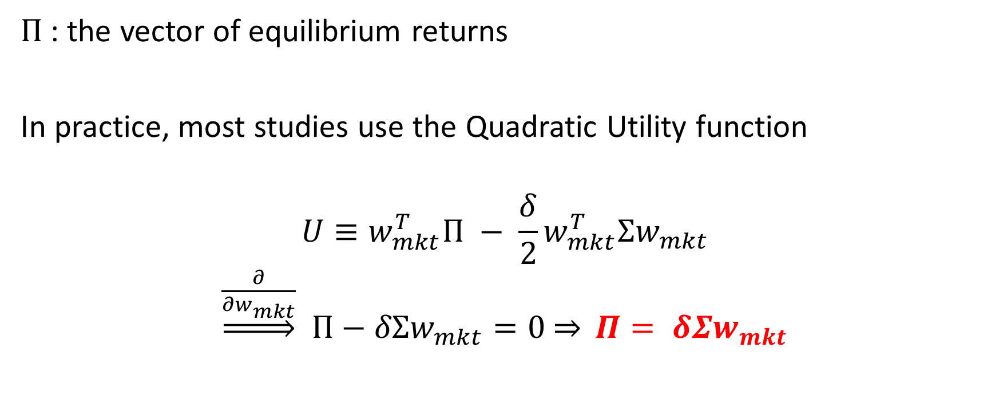 Π : the vector of equilibrium returns
In practice, most studies use the Quadratic Utility function
$U \equiv w_{mkt}^{T} \Pi - \frac{\delta}{2} w_{mkt}^{T} \Sigma w_{mkt}$
$\overset{\frac{\partial}{\partial w_{mkt}}}{\Longrightarrow} \Pi - \delta \Sigma w_{mkt} = 0 \Rightarrow \boldsymbol{\Pi = \delta \Sigma w_{mkt}}$